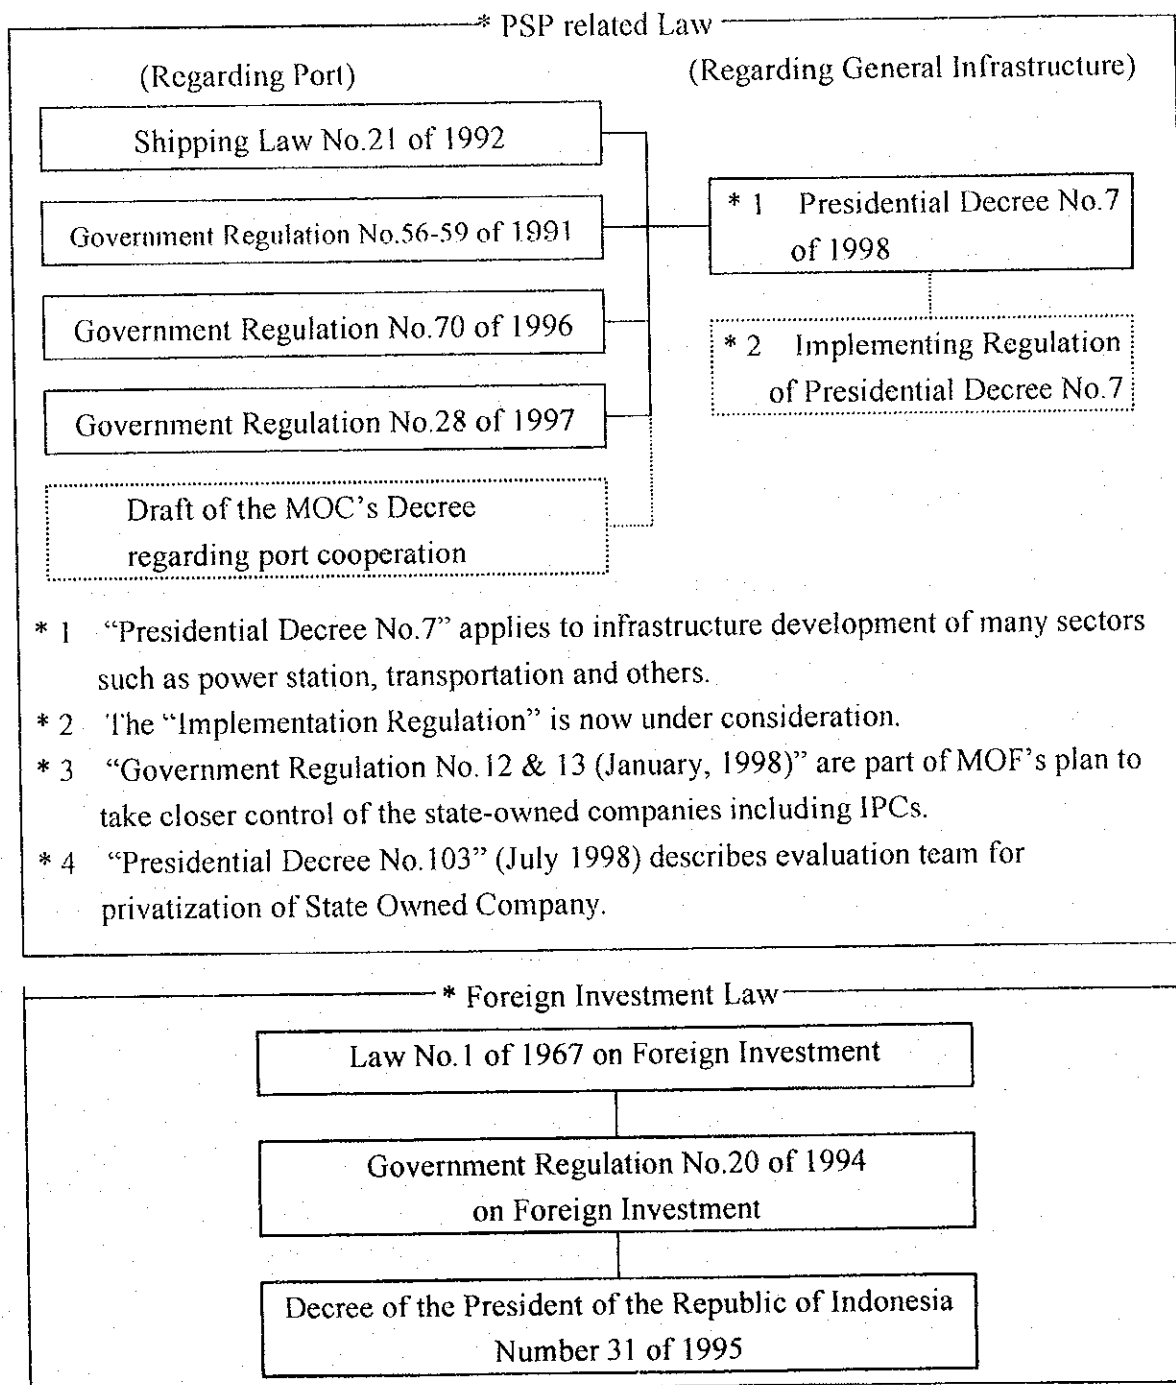 * PSP related Law
(Regarding Port)
(Regarding General Infrastructure)
Shipping Law No.21 of 1992
Government Regulation No.56-59 of 1991
Government Regulation No.70 of 1996
Government Regulation No.28 of 1997
Draft of the MOC's Decree
regarding port cooperation
* 1 Presidential Decree No.7
of 1998
* 2 Implementing Regulation
of Presidential Decree No.7
* 1 “Presidential Decree No.7” applies to infrastructure development of many sectors
such as power station, transportation and others.
* 2 The “Implementation Regulation” is now under consideration.
* 3 “Government Regulation No.12 & 13 (January, 1998)” are part of MOF's plan to
take closer control of the state-owned companies including IPCs.
* 4 “Presidential Decree No.103” (July 1998) describes evaluation team for
privatization of State Owned Company.
* Foreign Investment Law
Law No.1 of 1967 on Foreign Investment
Government Regulation No.20 of 1994
on Foreign Investment
Decree of the President of the Republic of Indonesia
Number 31 of 1995